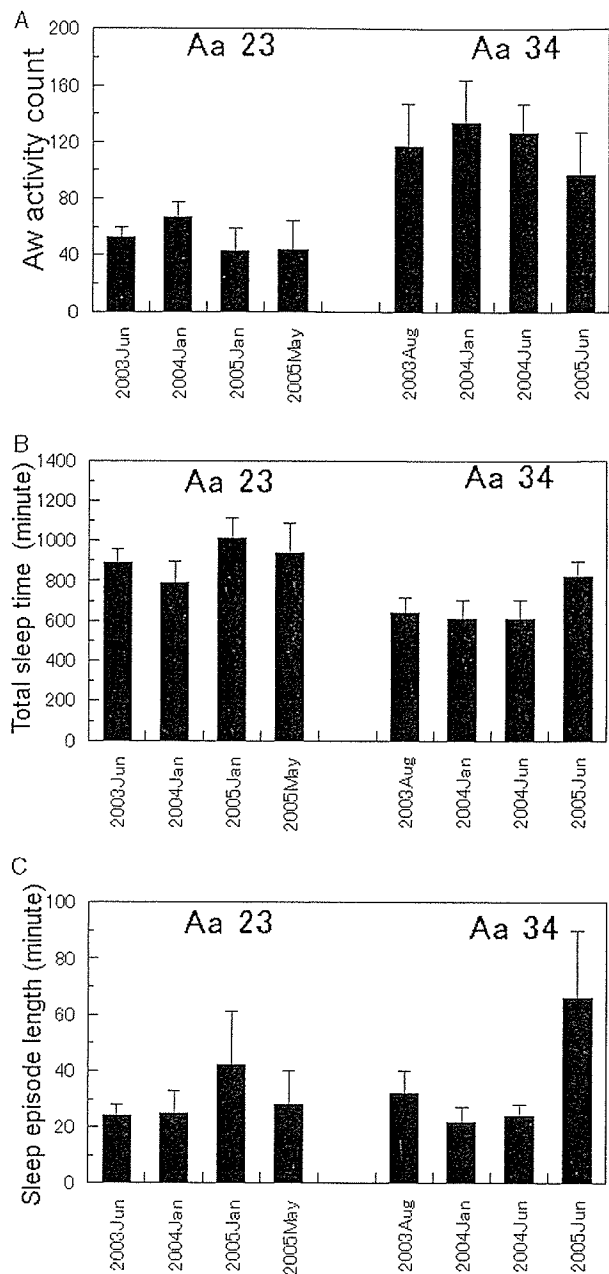 A
Aw activity count
200
160
120
80
40
0
Aa 23
Aa 34
2003Jun
2004Jan
2005Jan
2005May
2003Aug
2004Jan
2004Jun
2005Jun
B
Total sleep time (minute)
1400
1200
1000
800
600
400
200
0
Aa 23
Aa 34
2003Jun
2004Jan
2005Jan
2005May
2003Aug
2004Jan
2004Jun
2005Jun
C
Sleep episode length (minute)
100
80
60
40
20
0
Aa 23
Aa 34
2003Jun
2004Jan
2005Jan
2005May
2003Aug
2004Jan
2004Jun
2005Jun